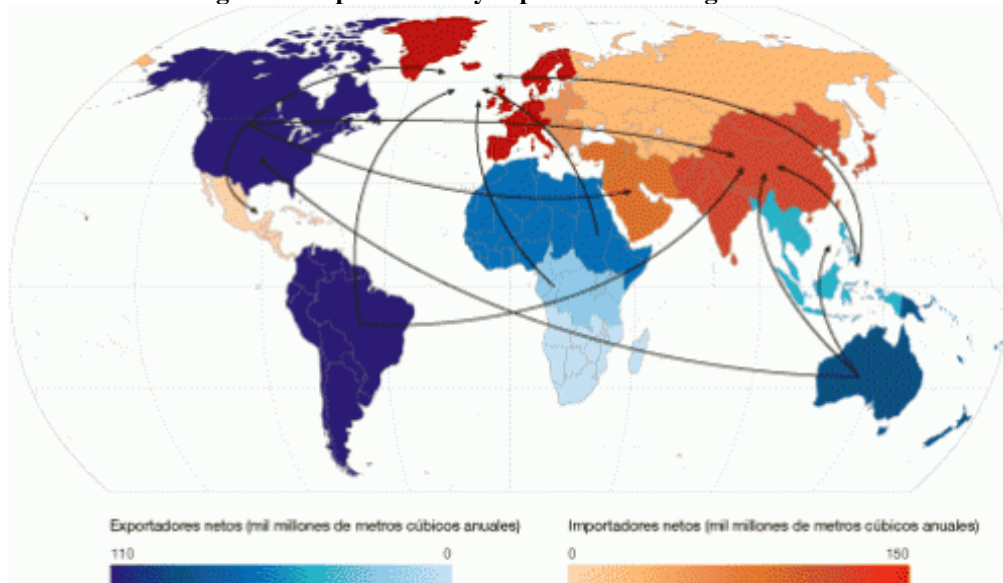 Exportadores netos (mil millones de metros cúbicos anuales)
Importadores netos (mil millones de metros cúbicos anuales)
110
0
0
150